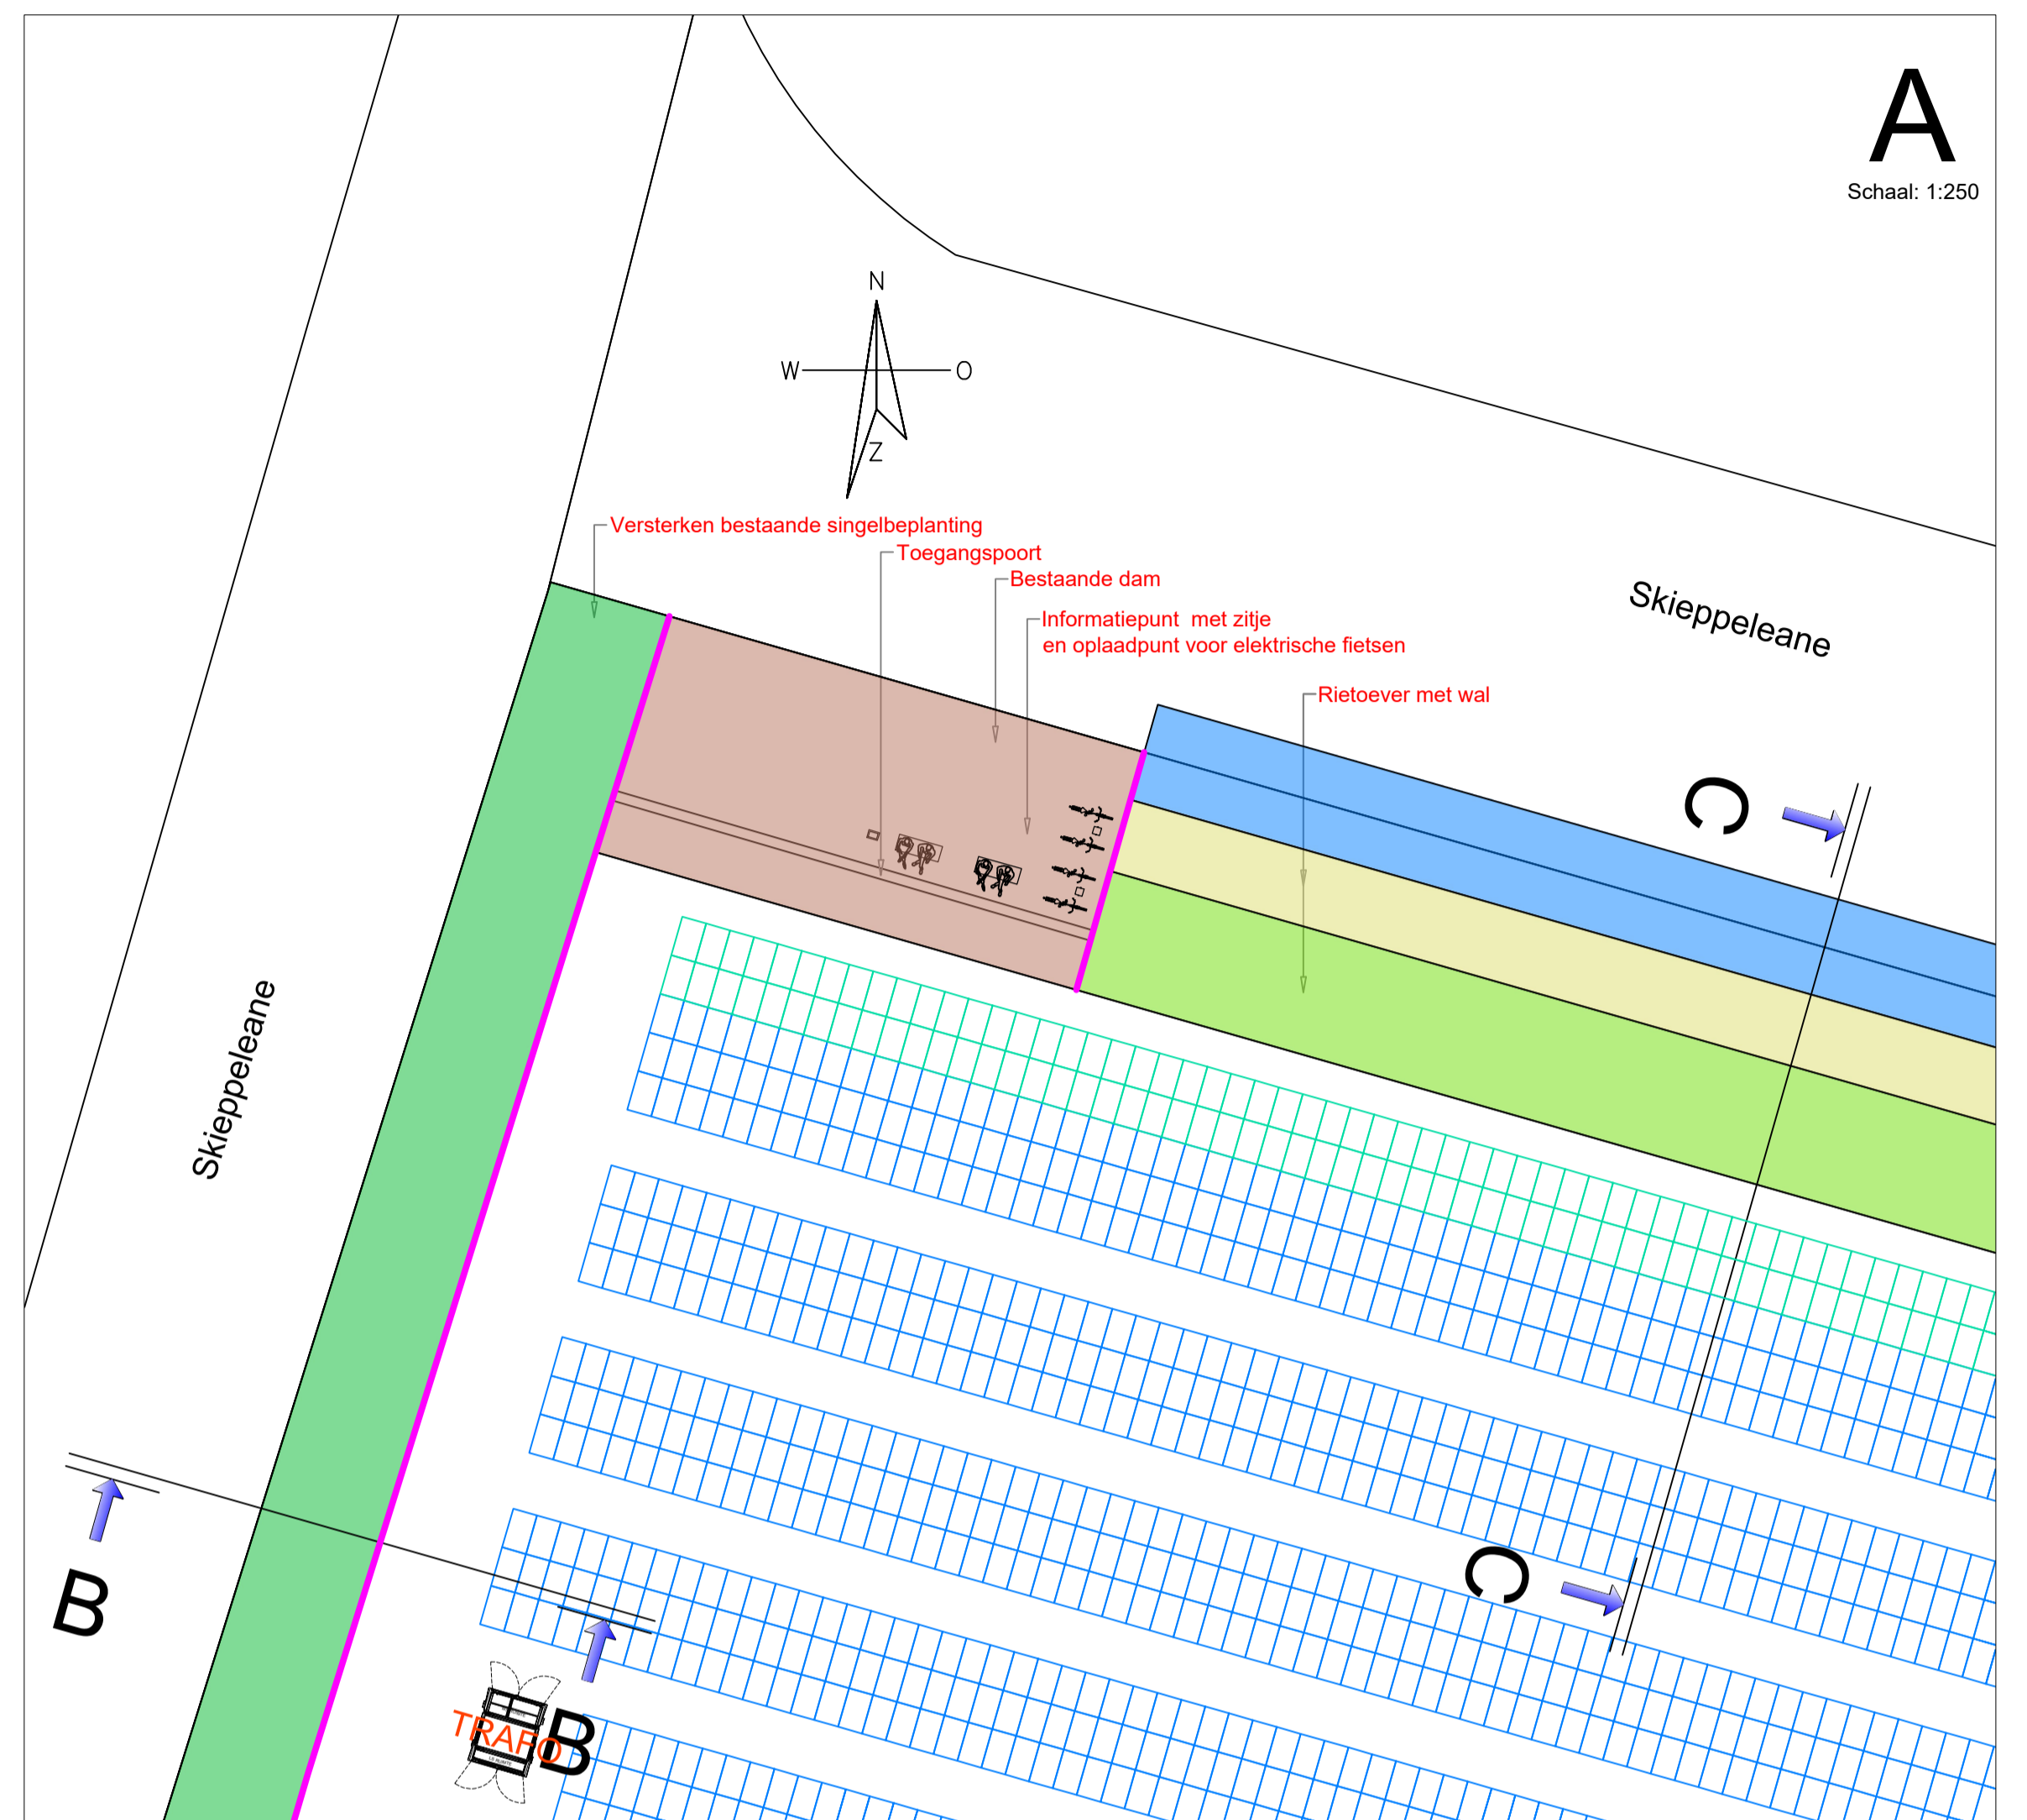 A
Schaal: 1:250
N
W
O
Z
Versterken bestaande singelbeplanting
Toegangspoort
Bestaande dam
Informatiepunt met zitje
en oplaadpunt voor elektrische fietsen
Skieppeleane
Rietoever met wal
C
Skieppeleane
C
B
TRAFO
B